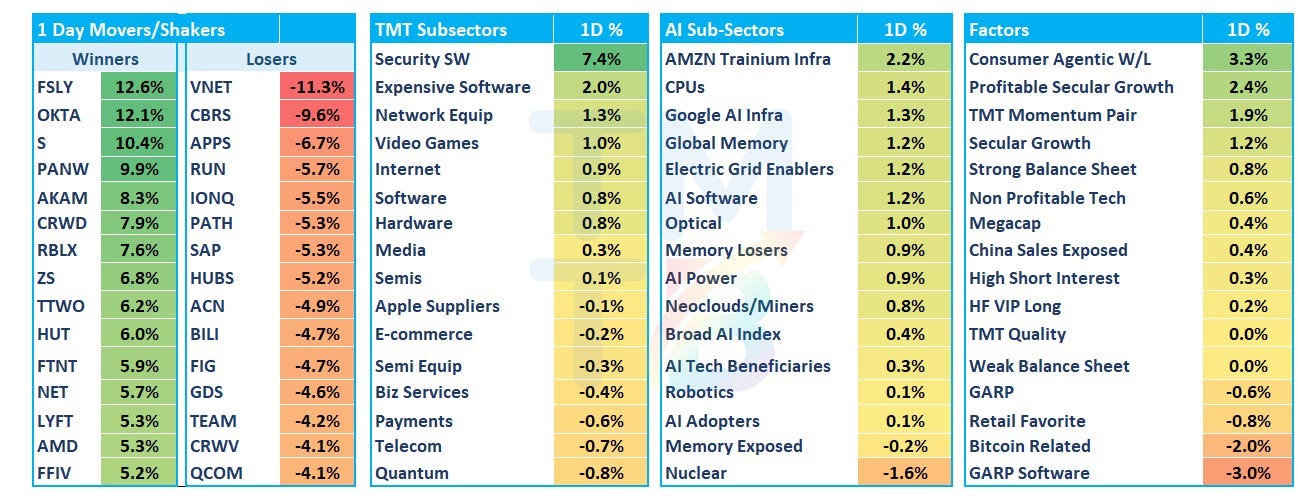 1 Day Movers/Shakers TMT Subsectors 1D % AI Sub-Sectors 1D % Factors 1D %
Winners Losers Security SW 7.4% AMZN Trainium Infra 2.2% Consumer Agentic W/L 3.3%
FSLY 12.6% VNET -11.3% Expensive Software 2.0% CPUs 1.4% Profitable Secular Growth 2.4%
OKTA 12.1% CBRS -9.6% Network Equip 1.3% Google AI Infra 1.3% TMT Momentum Pair 1.9%
S 10.4% APPS -6.7% Video Games 1.0% Global Memory 1.2% Secular Growth 1.2%
PANW 9.9% RUN -5.7% Internet 0.9% Electric Grid Enablers 1.2% Strong Balance Sheet 0.8%
AKAM 8.3% IONQ -5.5% Software 0.8% AI Software 1.2% Non Profitable Tech 0.6%
CRWD 7.9% PATH -5.3% Hardware 0.8% Optical 1.0% Megacap 0.4%
RBLX 7.6% SAP -5.3% Media 0.3% Memory Losers 0.9% China Sales Exposed 0.4%
ZS 6.8% HUBS -5.2% Semis 0.1% AI Power 0.9% High Short Interest 0.3%
TTWO 6.2% ACN -4.9% Apple Suppliers -0.1% Neoclouds/Miners 0.8% HF VIP Long 0.2%
HUT 6.0% BILI -4.7% E-commerce -0.2% Broad AI Index 0.4% TMT Quality 0.0%
FTNT 5.9% FIG -4.7% Semi Equip -0.3% AI Tech Beneficiaries 0.3% Weak Balance Sheet 0.0%
NET 5.7% GDS -4.6% Biz Services -0.4% Robotics 0.1% GARP -0.6%
LYFT 5.3% TEAM -4.2% Payments -0.6% AI Adopters 0.1% Retail Favorite -0.8%
AMD 5.3% CRWV -4.1% Telecom -0.7% Memory Exposed -0.2% Bitcoin Related -2.0%
FFIV 5.2% QCOM -4.1% Quantum -0.8% Nuclear -1.6% GARP Software -3.0%
TM
T